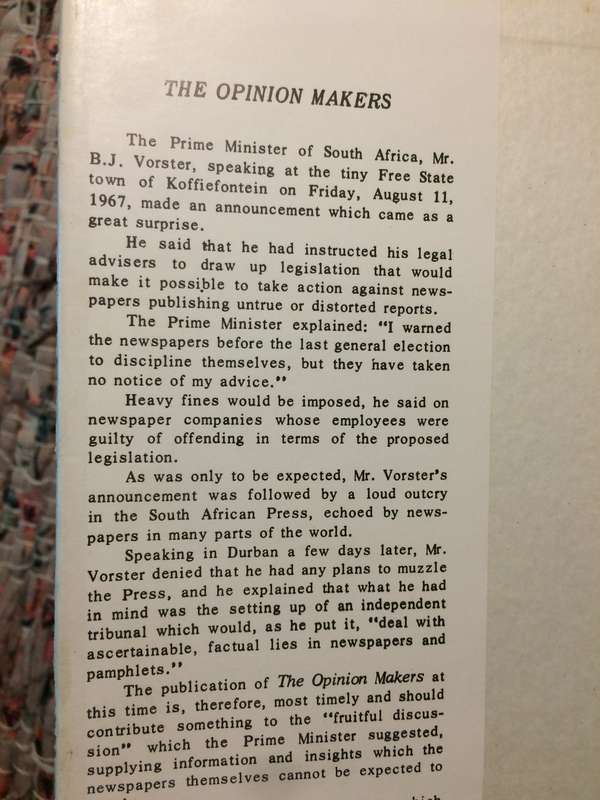 THE OPINION MAKERS
The Prime Minister of South Africa, Mr.
B.J. Vorster, speaking at the tiny Free State
town of Koffiefontein on Friday, August 11,
1967, made an announcement which came as a
great surprise.
He said that he had instructed his legal
advisers to draw up legislation that would
make it possible to take action against news-
papers publishing untrue or distorted reports.
The Prime Minister explained: "I warned
the newspapers before the last general election
to discipline themselves, but they have taken
no notice of my advice."
Heavy fines would be imposed, he said on
newspaper companies whose employees were
guilty of offending in terms of the proposed
legislation.
As was only to be expected, Mr. Vorster's
announcement was followed by a loud outcry
in the South African Press, echoed by news-
papers in many parts of the world.
Speaking in Durban a few days later, Mr.
Vorster denied that he had any plans to muzzle
the Press, and he explained that what he had
in mind was the setting up of an independent
tribunal which would, as he put it, "deal with
ascertainable, factual lies in newspapers and
pamphlets."
The publication of The Opinion Makers at
this time is, therefore, most timely and should
contribute something to the "fruitful discus-
sion" which the Prime Minister suggested,
supplying information and insights which the
newspapers themselves cannot be expected to